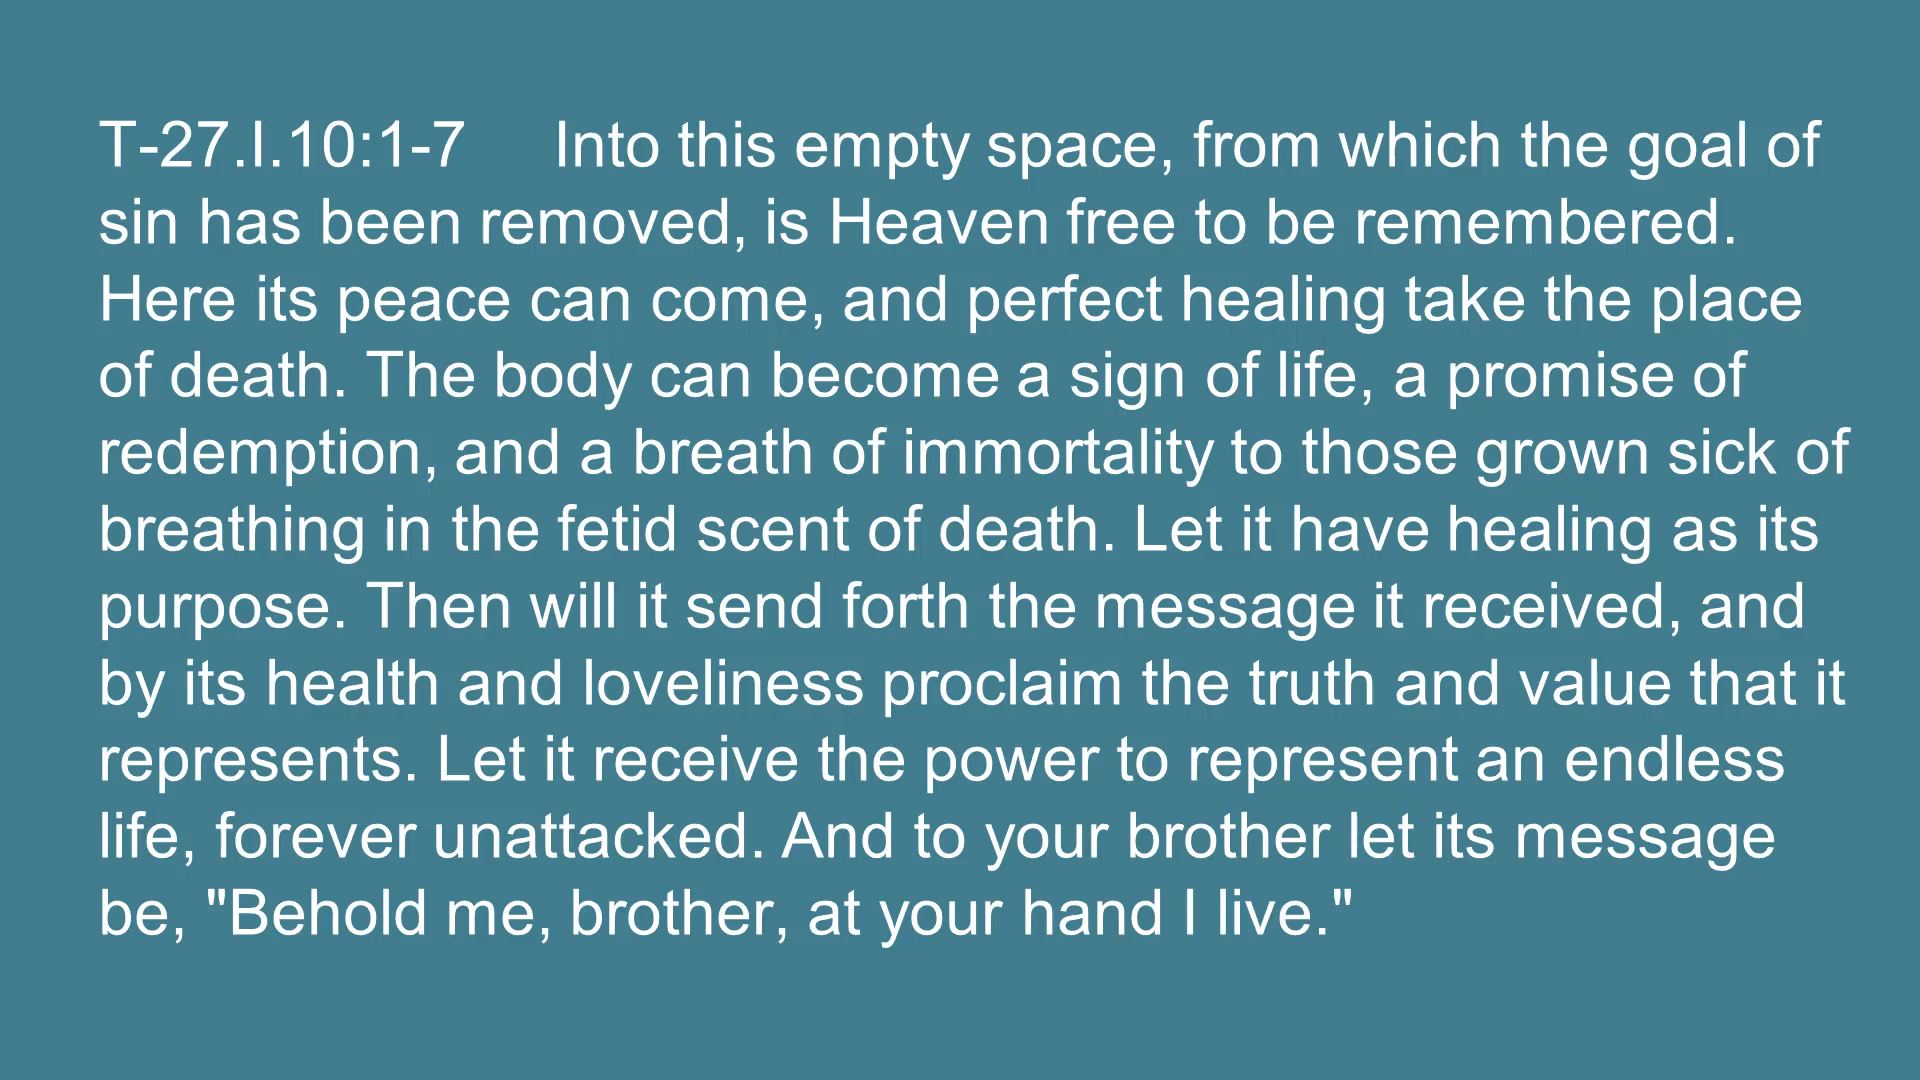 T-27.I.10:1-7 Into this empty space, from which the goal of
sin has been removed, is Heaven free to be remembered.
Here its peace can come, and perfect healing take the place
of death. The body can become a sign of life, a promise of
redemption, and a breath of immortality to those grown sick of
breathing in the fetid scent of death. Let it have healing as its
purpose. Then will it send forth the message it received, and
by its health and loveliness proclaim the truth and value that it
represents. Let it receive the power to represent an endless
life, forever unattacked. And to your brother let its message
be, "Behold me, brother, at your hand I live."